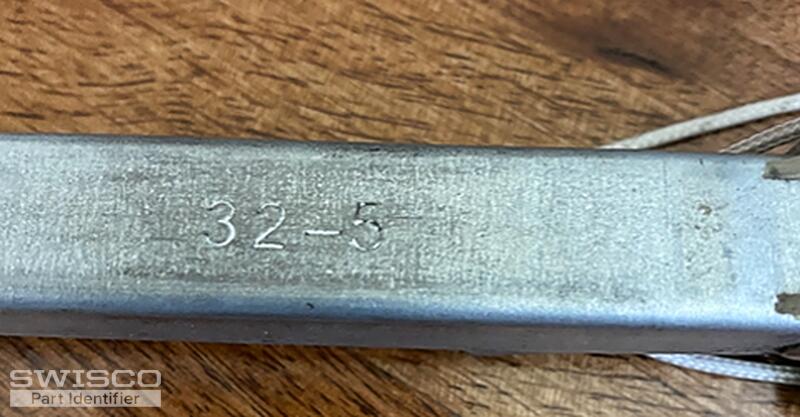 32-5
SWISCO
Part Identifier